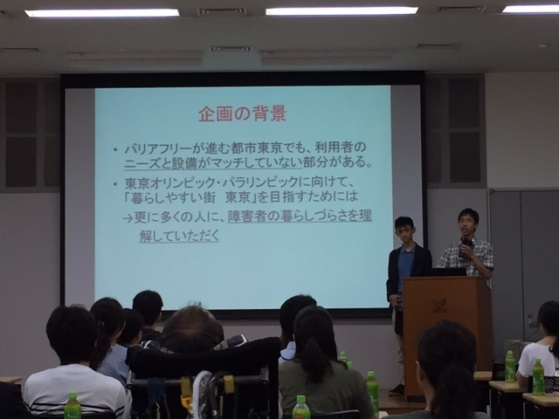 企画の背景
・バリアフリーが進む都市東京でも、利用者の
ニーズと設備がマッチしていない部分がある。
・東京オリンピック・パラリンピックに向けて、
「暮らしやすい街 東京」を目指すためには
→更に多くの人に、障害者の暮らしづらさを理
解していただく